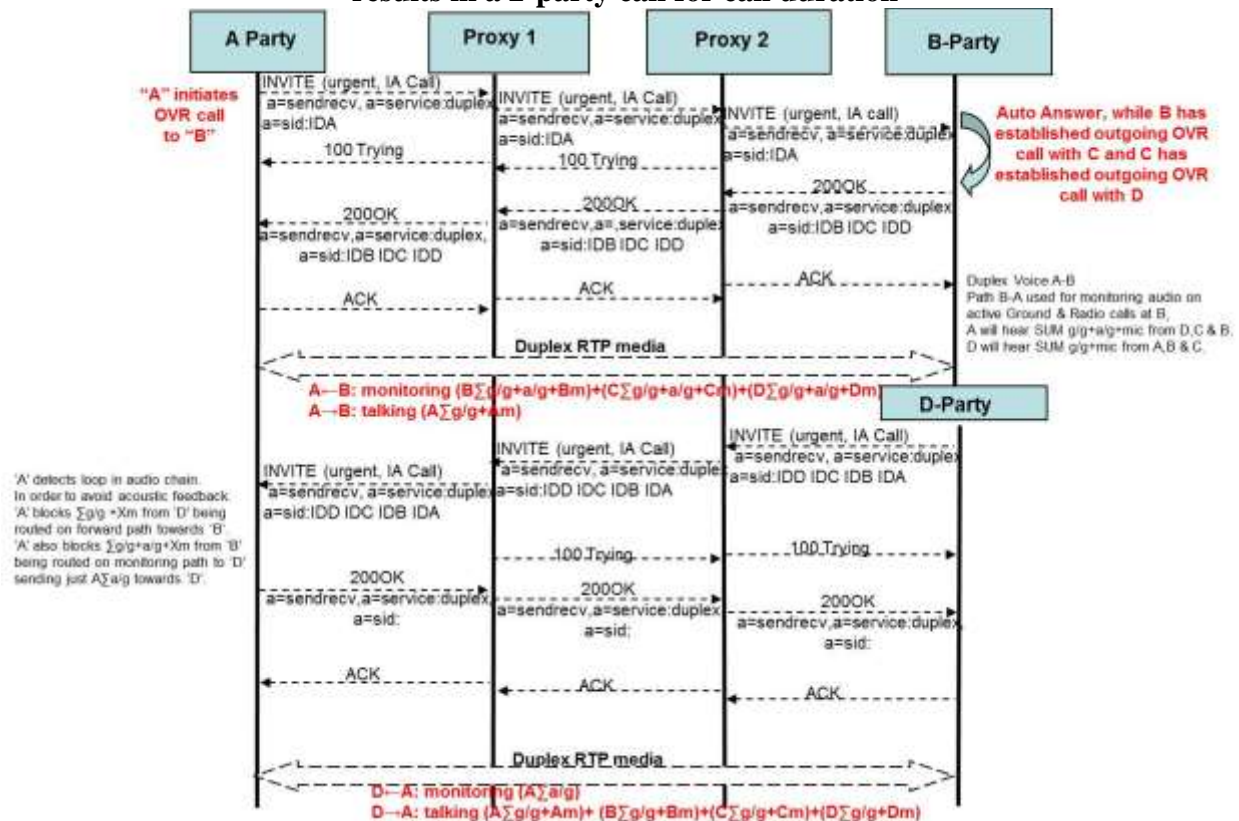 results in a 2-party call for call duration
A Party
Proxy 1
Proxy 2
B-Party
"A" initiates
OVR call
to "B"
INVITE (urgent, IA Call)
a=sendrecv, a=service:duplex
a=sid:IDA
INVITE (urgent, IA Call)
a=sendrecv,a=service:duplex
a=sid:IDA
INVITE (urgent, IA call)
a=sendrecv, a=service:duplex
a=sid:IDA
Auto Answer, while B has
established outgoing OVR
call with C and C has
established outgoing OVR
call with D
100 Trying
100 Trying
200OK
a=sendrecv,a=service:duplex
a=sid:IDB IDC IDD
200OK
a=sendrecv,a=,service:duplex
a=sid:IDB IDC IDD
200OK
a=sendrecv,a=service:duplex,
a=sid:IDB IDC IDD
ACK
ACK
ACK
Duplex Voice A-B
Path B-A used for monitoring audio on
active Ground & Radio calls at B,
A will hear SUM g/g+a/g+mic from D,C & B.
D will hear SUM g/g+mic from A,B & C.
Duplex RTP media
A←B: monitoring (B∑g/g+a/g+Bm)+(C∑g/g+a/g+Cm)+(D∑g/g+a/g+Dm)
A→B: talking (A∑g/g+Am)
D-Party
INVITE (urgent, IA Call)
a=sendrecv, a=service:duplex
a=sid:IDD IDC IDB IDA
INVITE (urgent, IA Call)
a=sendrecv, a=service:duplex
a=sid:IDD IDC IDB IDA
INVITE (urgent, IA Call)
a=sendrecv, a=service:duplex
a=sid:IDD IDC IDB IDA
'A' detects loop in audio chain.
In order to avoid acoustic feedback
'A' blocks ∑g/g +Xm from 'D' being
routed on forward path towards 'B'.
'A' also blocks ∑g/g+a/g+Xm from 'B'
being routed on monitoring path to 'D'
sending just A∑a/g towards 'D'.
100 Trying
100 Trying
200OK
a=sendrecv,a=service:duplex,
a=sid:
200OK
a=sendrecv,a=service:duplex
a=sid:
200OK
a=sendrecv,a=service:duplex
a=sid:
ACK
ACK
ACK
Duplex RTP media
D←A: monitoring (A∑a/g)
D→A: talking (A∑g/g+Am)+ (B∑g/g+Bm)+(C∑g/g+Cm)+(D∑g/g+Dm)